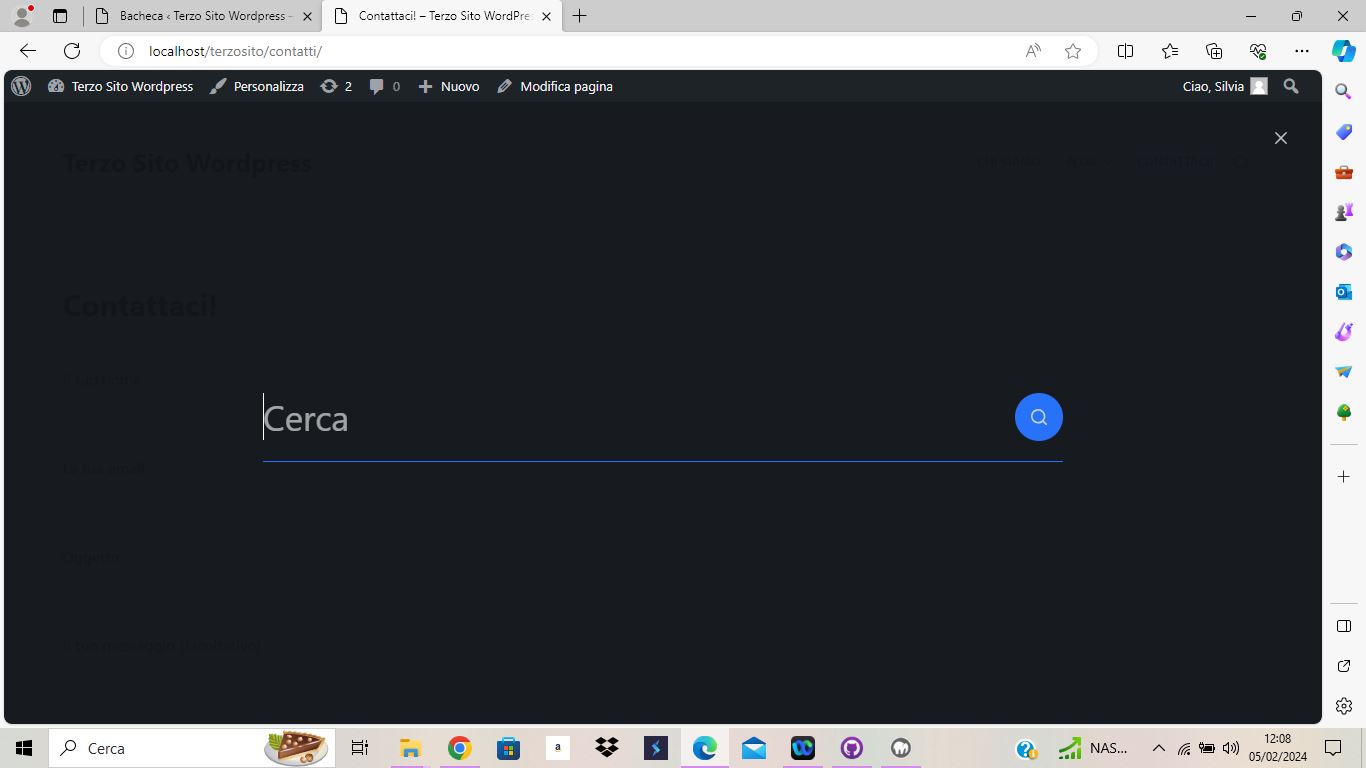 Bacheca ‹ Terzo Sito Wordpress –
Contattaci! – Terzo Sito WordPre
localhost/terzosito/contatti/
Terzo Sito Wordpress Personalizza 2 0 Nuovo Modifica pagina Ciao, Silvia
Terzo Sito Wordpress
CONTATTACI!
Contattaci!
Il tuo nome
Cerca
La tua email
Oggetto
Il tuo messaggio (facoltativo)
Cerca
a
NAS...
12:08
05/02/2024